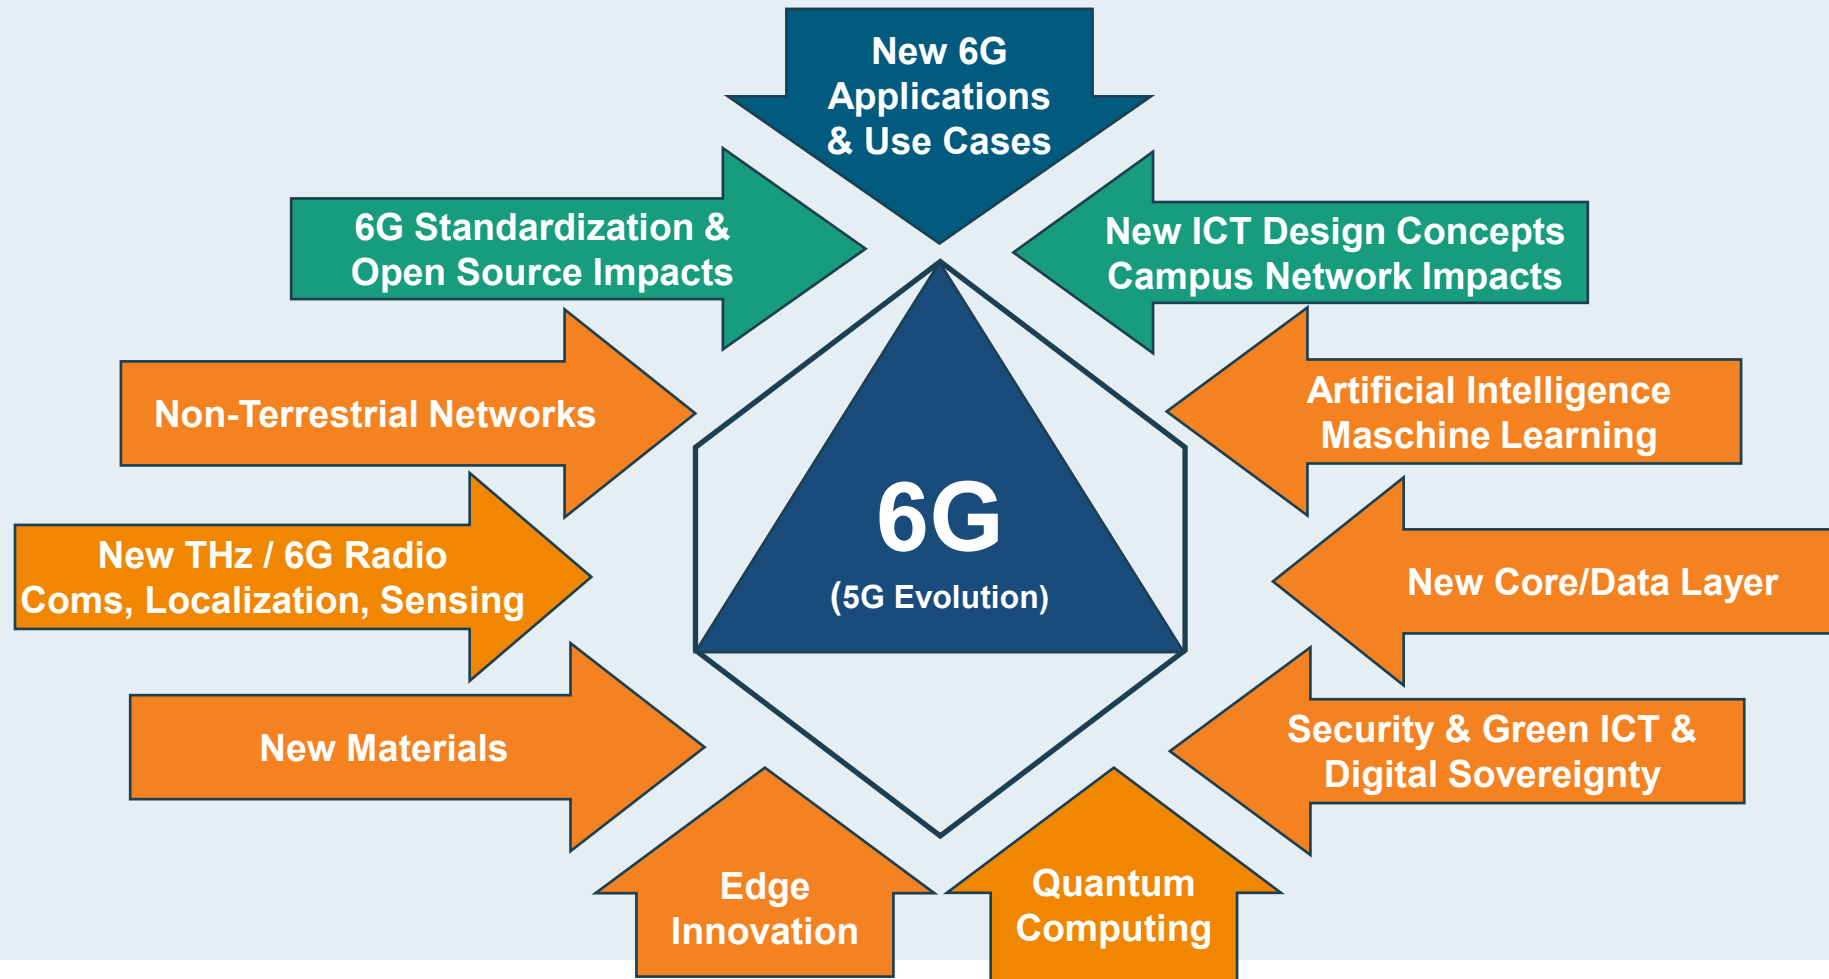 New 6G
Applications
& Use Cases
6G Standardization &
Open Source Impacts
New ICT Design Concepts
Campus Network Impacts
Non-Terrestrial Networks
Artificial Intelligence
Maschine Learning
6G
(5G Evolution)
New THz / 6G Radio
Coms, Localization, Sensing
New Core/Data Layer
New Materials
Security & Green ICT &
Digital Sovereignty
Edge
Innovation
Quantum
Computing